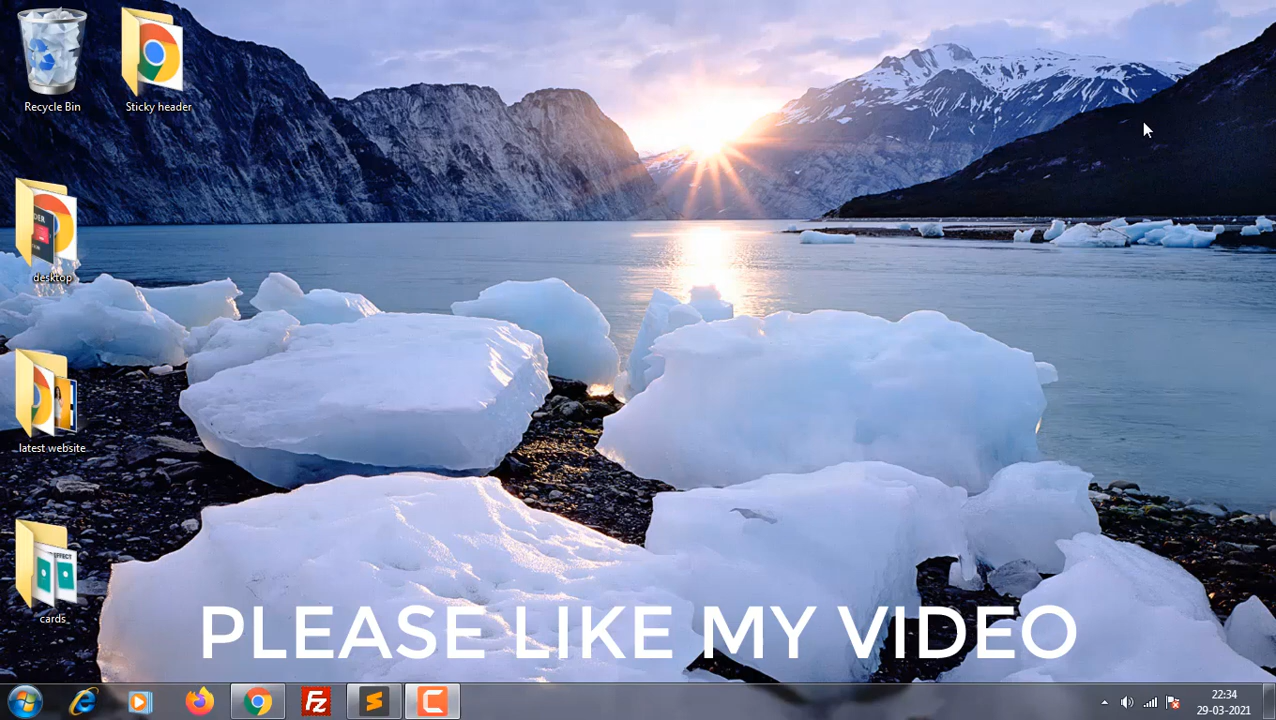 Recycle Bin
Sticky header
desktop
latest website
cards
PLEASE LIKE MY VIDEO
22:34
29-03-2021